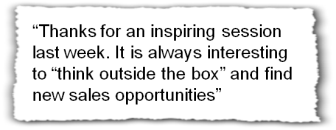 “Thanks for an inspiring session
last week. It is always interesting
to “think outside the box” and find
new sales opportunities”